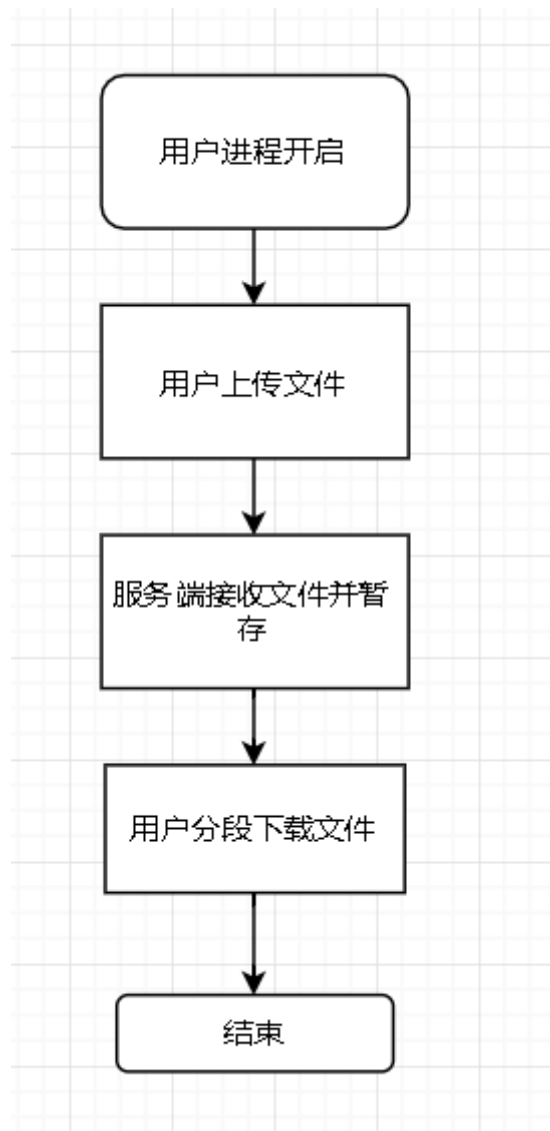 用户进程开启
用户上传文件
服务端接收文件并暂
存
用户分段下载文件
结束